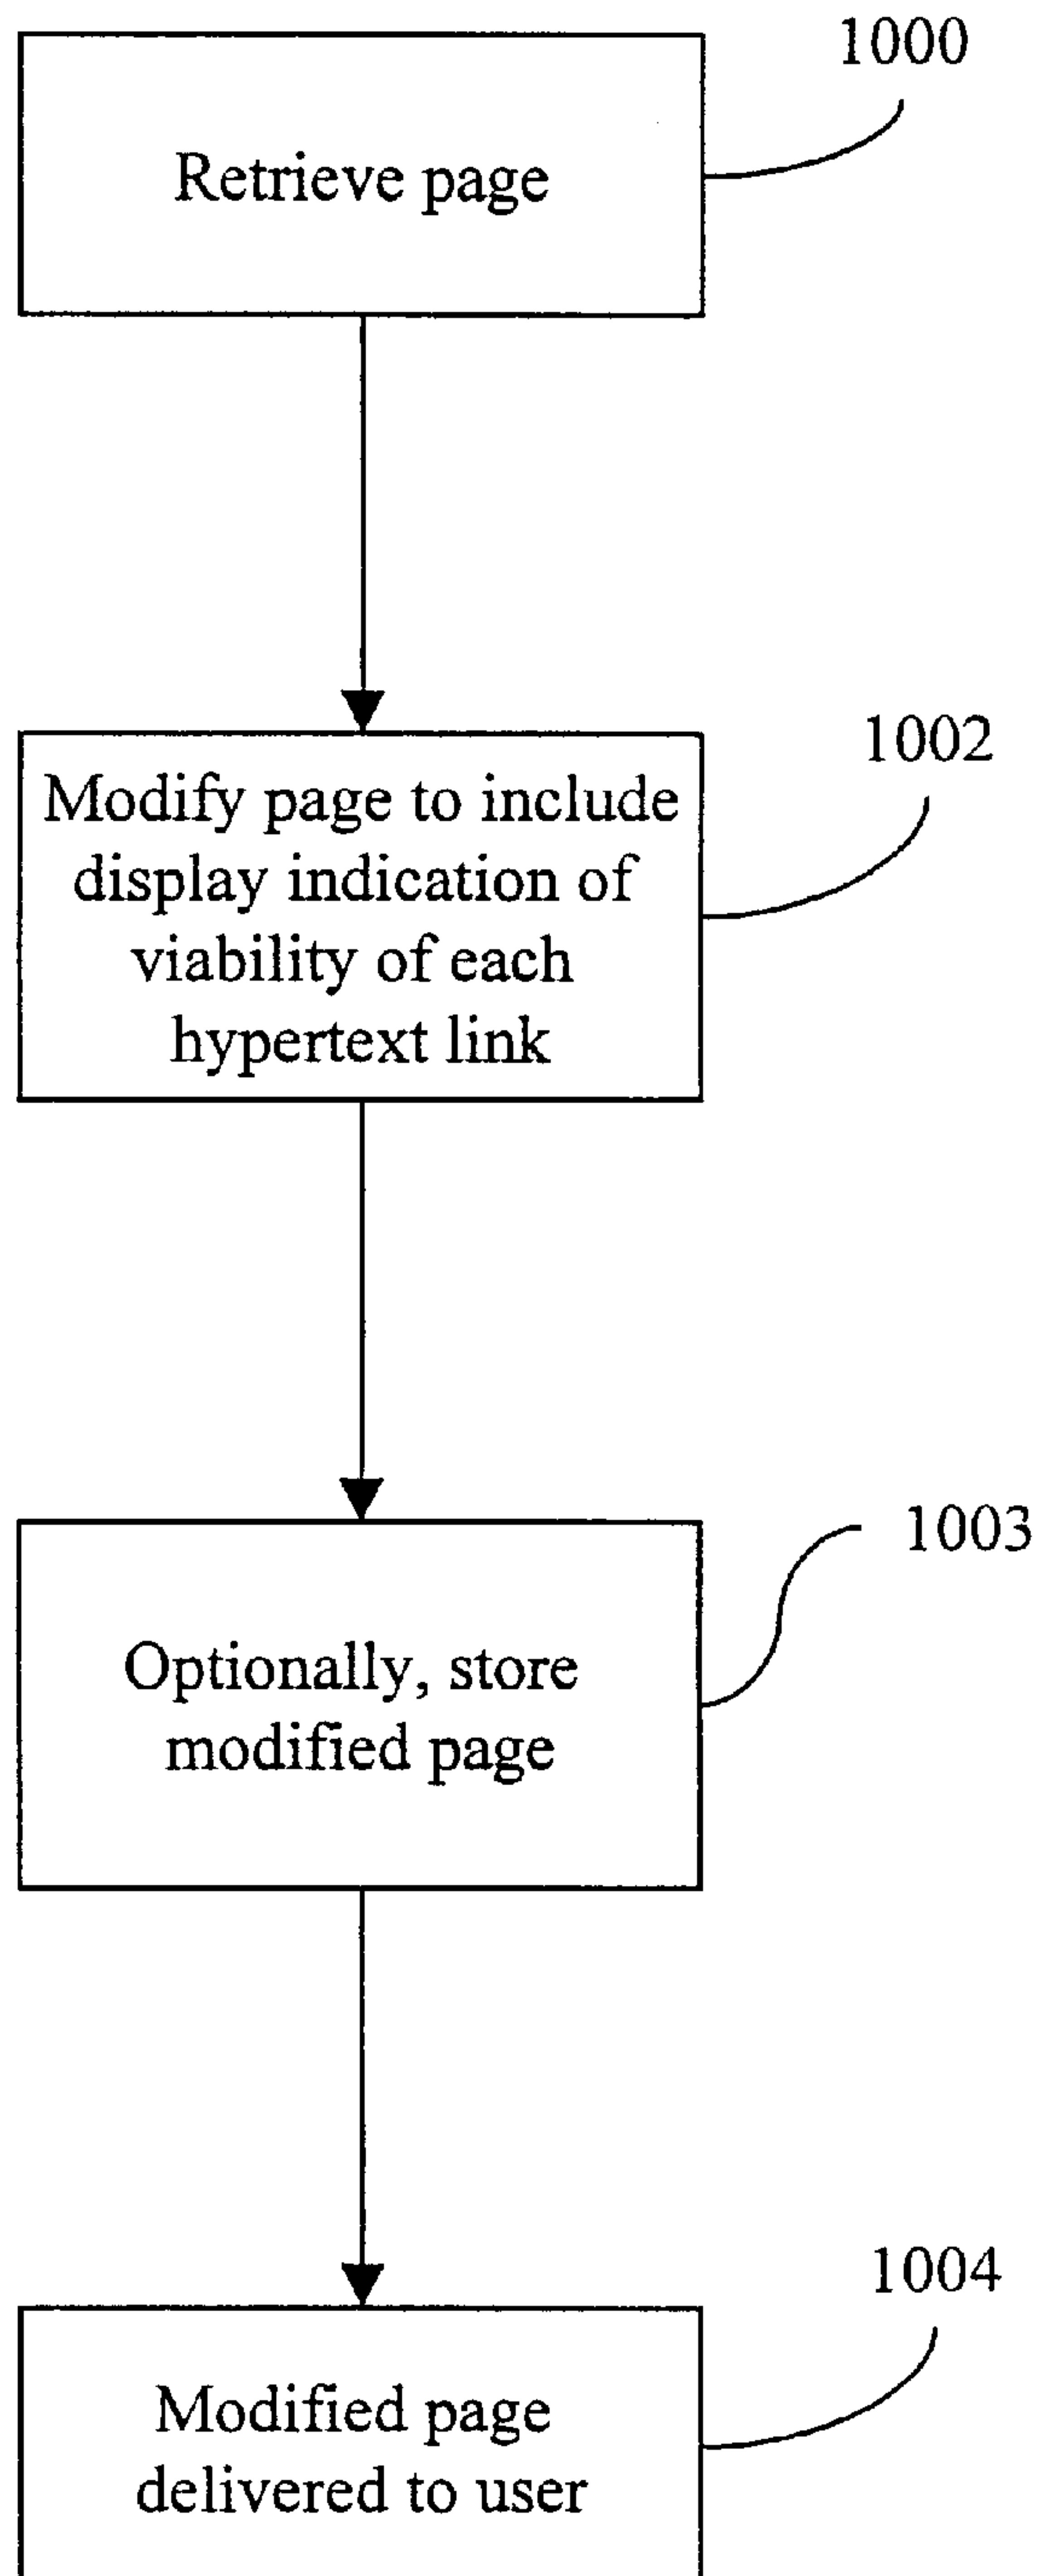 1000
Retrieve page
1002
Modify page to include
display indication of
viability of each
hypertext link
1003
Optionally, store
modified page
1004
Modified page
delivered to user